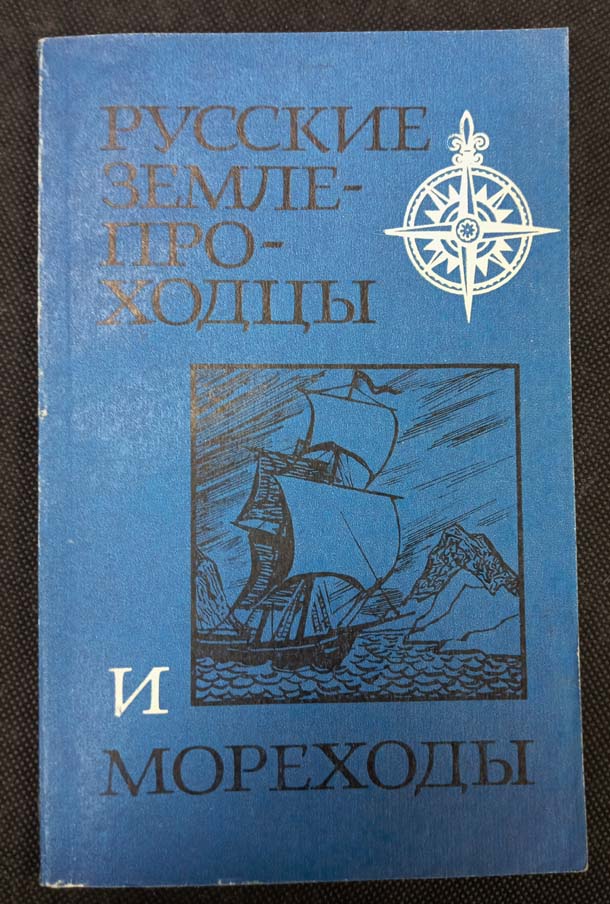 РУССКИЕ
ЗЕМЛЕ-
ПРО-
ХОДЦЫ
И
МОРЕХОДЫ